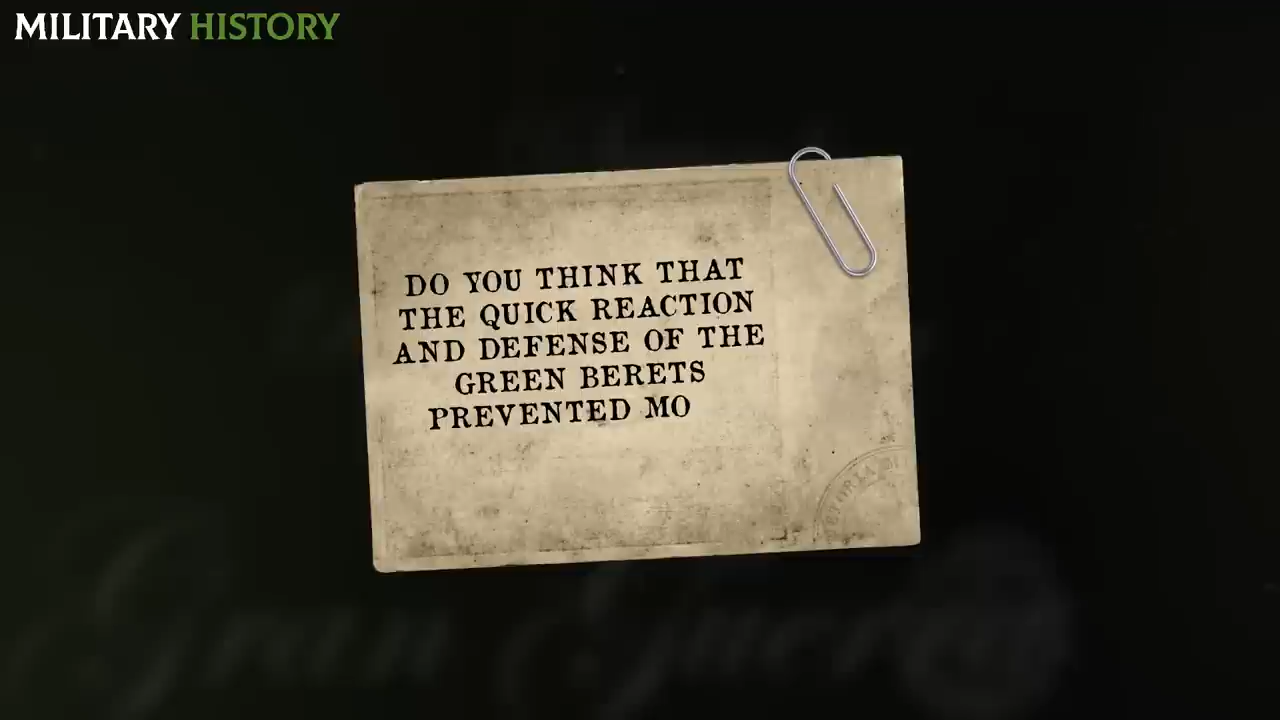 MILITARY HISTORY
DO YOU THINK THAT
THE QUICK REACTION
AND DEFENSE OF THE
GREEN BERETS
PREVENTED MO